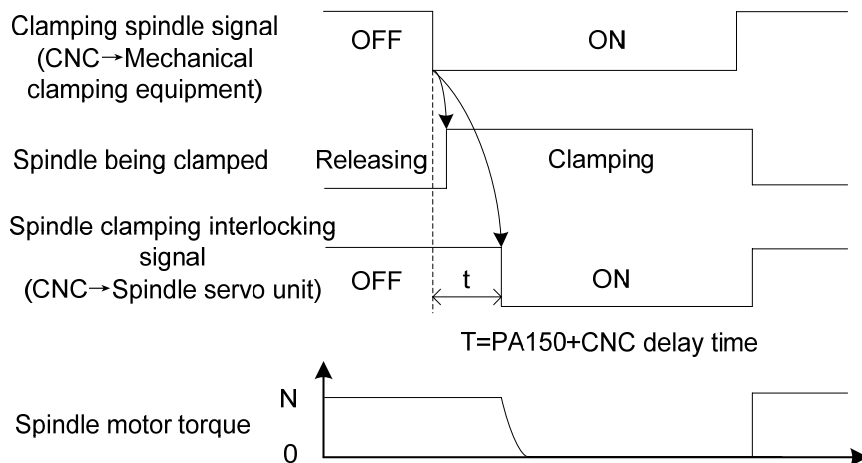 Clamping spindle signal
(CNC→Mechanical
clamping equipment)
OFF
ON
Spindle being clamped
Releasing
Clamping
Spindle clamping interlocking
signal
(CNC→Spindle servo unit)
OFF
t
ON
T=PA150+CNC delay time
N
Spindle motor torque
0